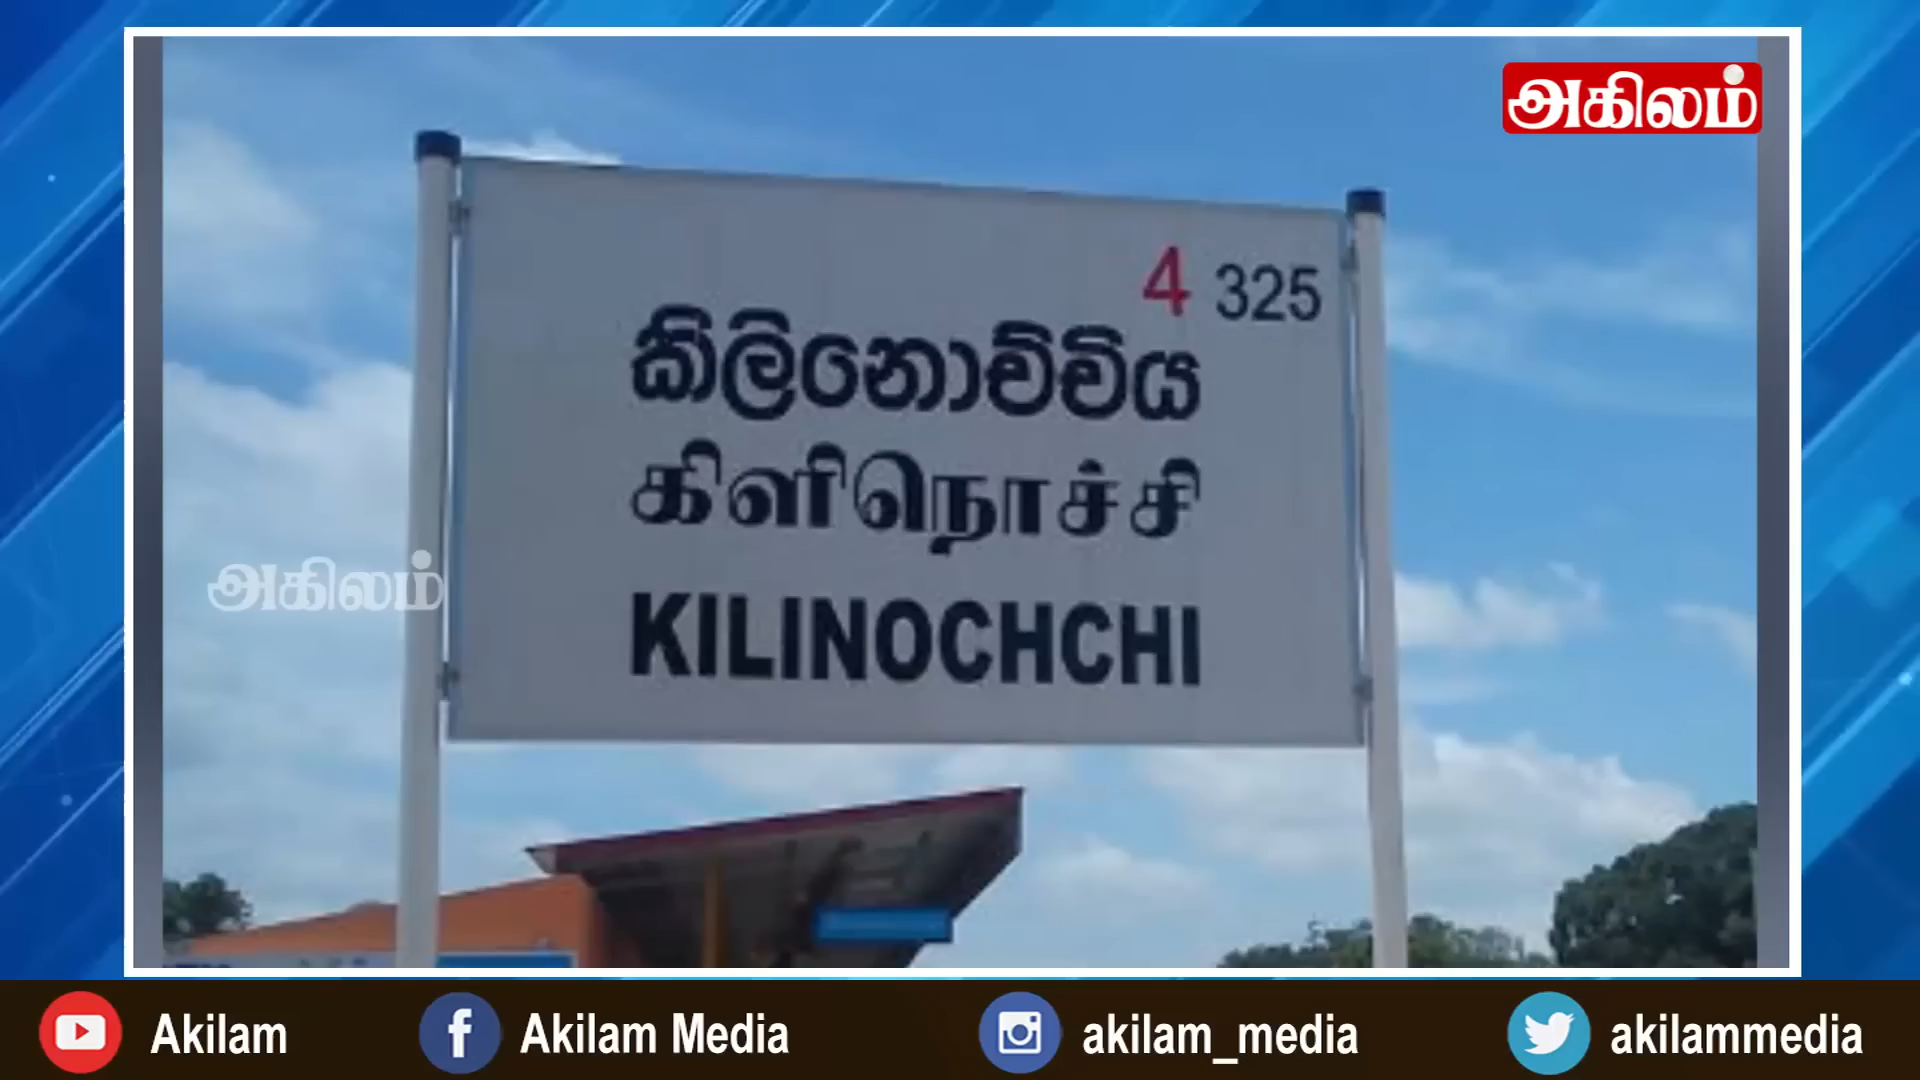 அகிலம்
4 325
කිලිනොච්චිය
கிளிநொச்சி
KILINOCHCHI
அகிலம்
Akilam
Akilam Media
akilam_media
akilammedia